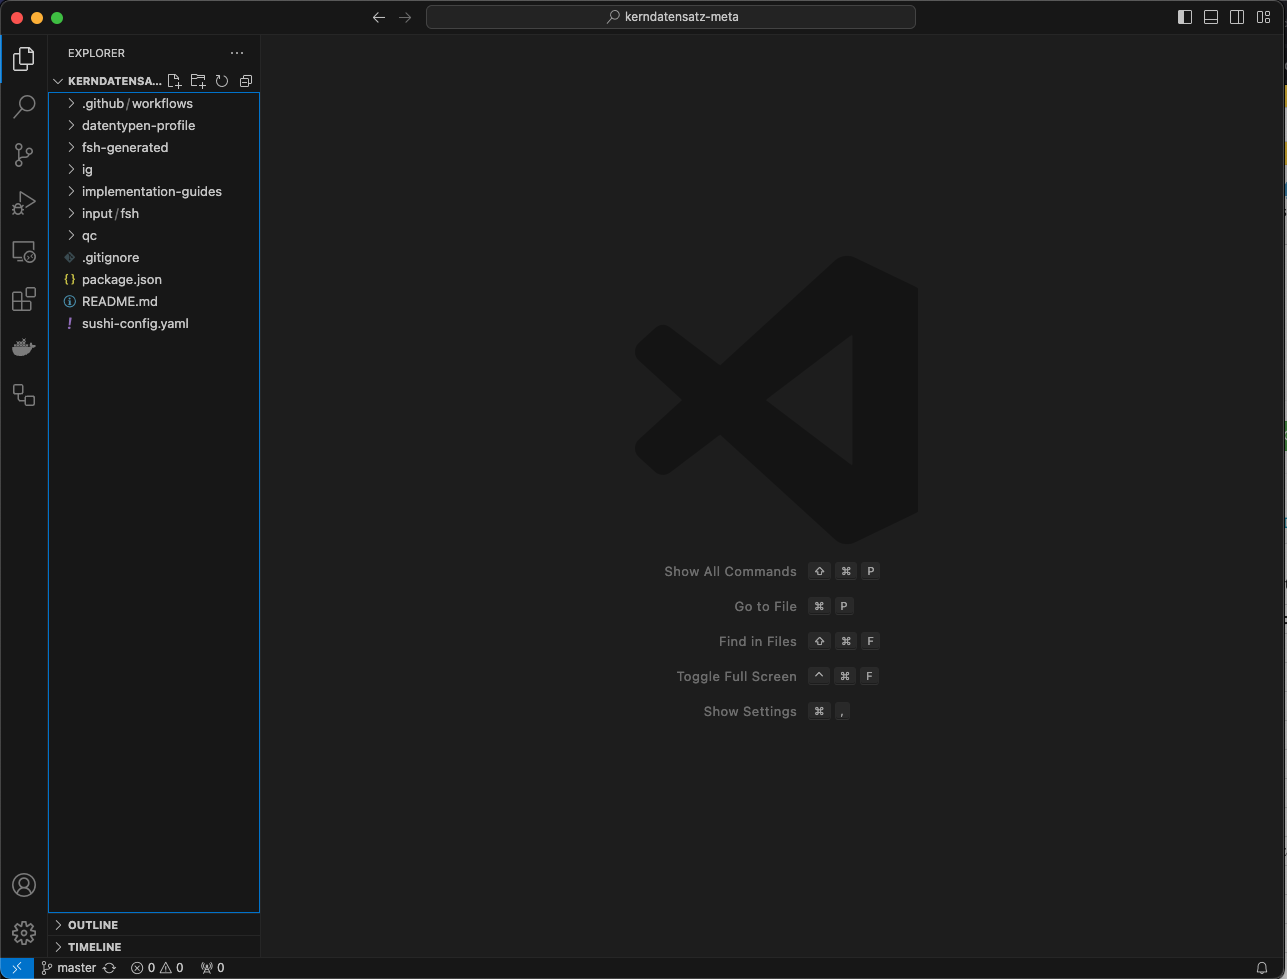 kerndatensatz-meta
EXPLORER
KERNDATENSA...
.github/workflows
datentypen-profile
fsh-generated
ig
implementation-guides
input/fsh
qc
.gitignore
{} package.json
README.md
! sushi-config.yaml
Show All Commands ⇧ ⌘ P
Go to File ⌘ P
Find in Files ⇧ ⌘ F
Toggle Full Screen ^ ⌘ F
Show Settings ⌘ ,
OUTLINE
TIMELINE
master 0 0 0